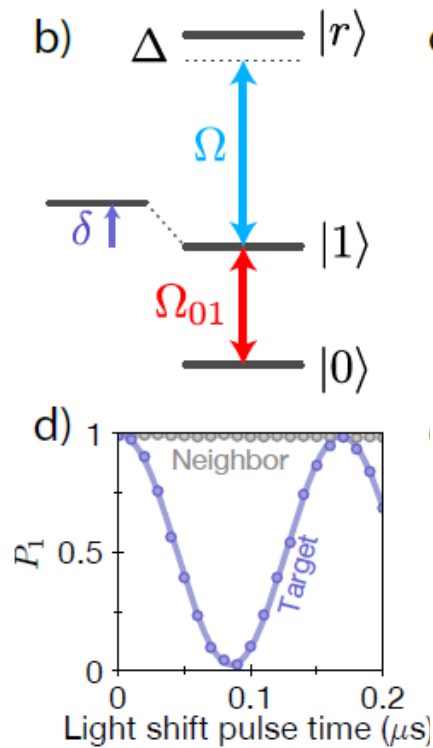 b)
Δ
|r⟩
Ω
δ
|1⟩
Ω₀₁
|0⟩
d)
1
Neighbor
0.5
P₁
Target
0
0
0.1
0.2
Light shift pulse time (μs)